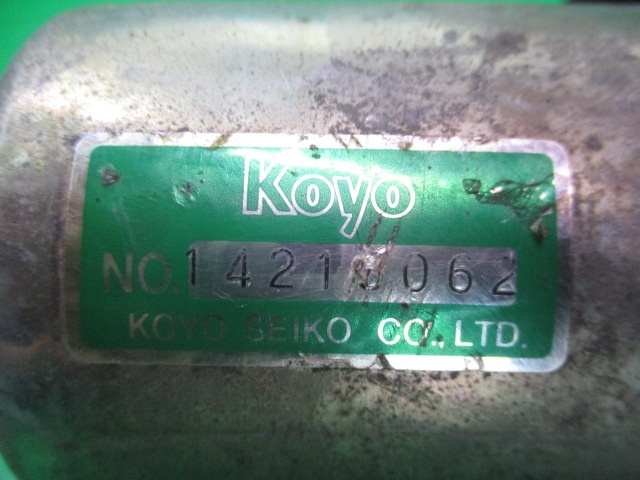 Koyo
NO. 14216062
KOYO SEIKO CO., LTD.